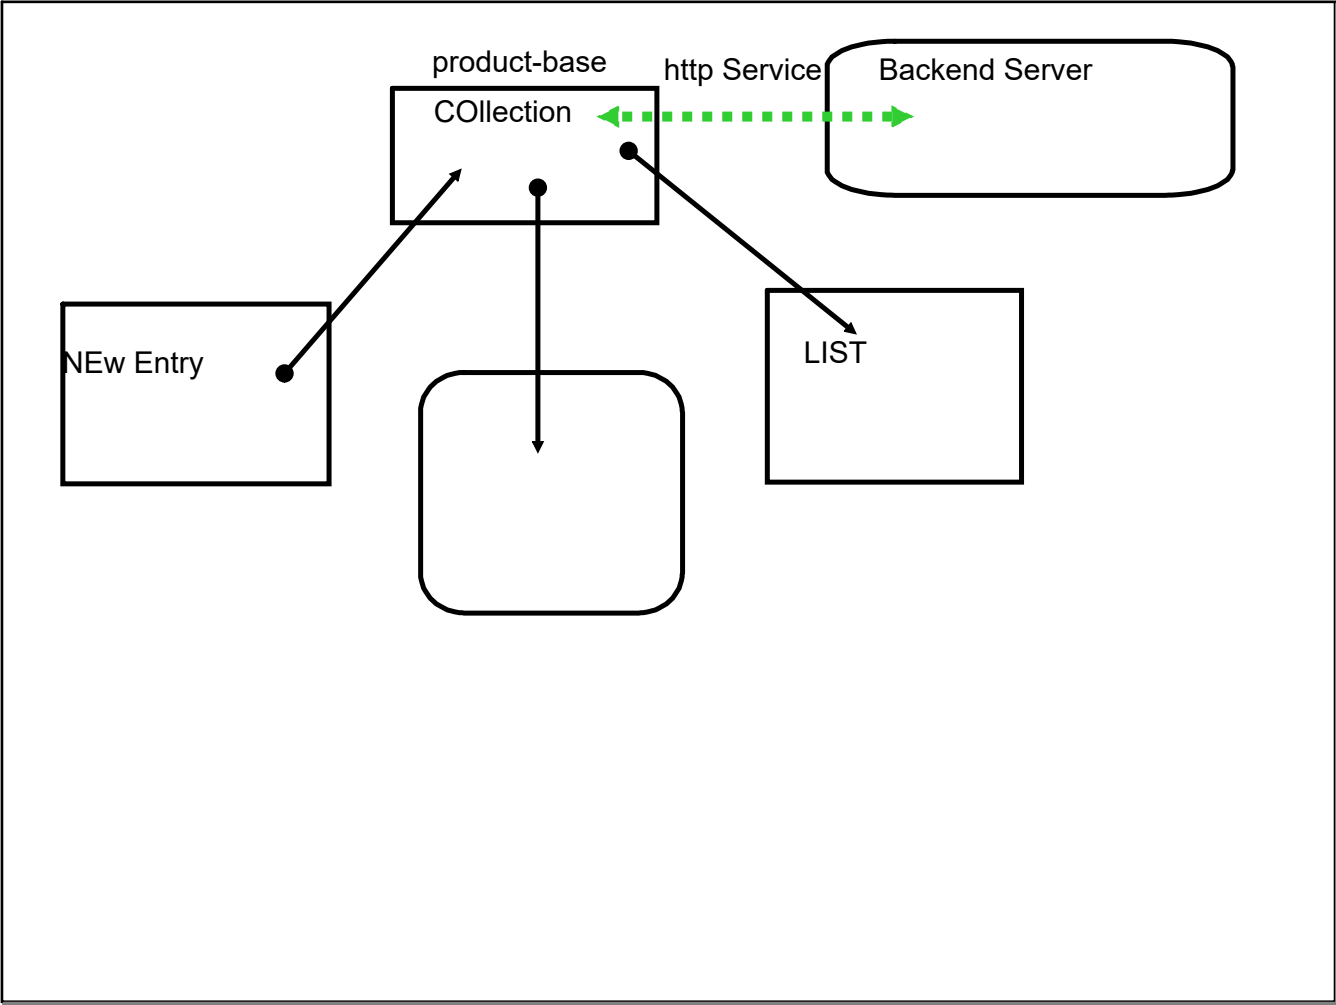 product-base
http Service
Backend Server
COllection
NEw Entry
LIST